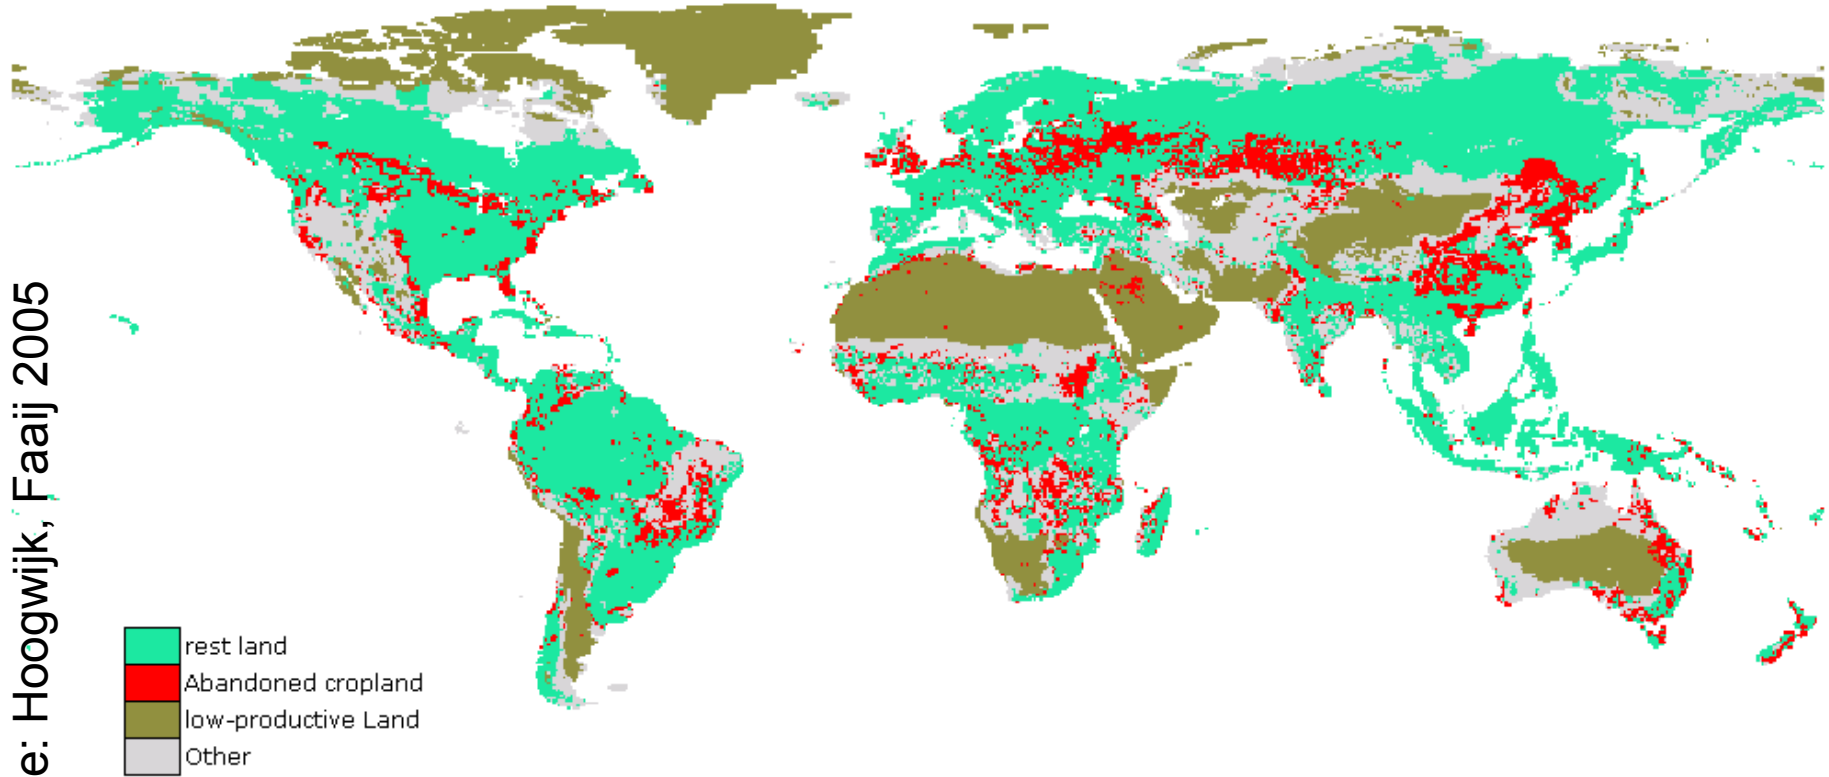 e: Hoogwijk, Faaij 2005
rest land
Abandoned cropland
low-productive Land
Other